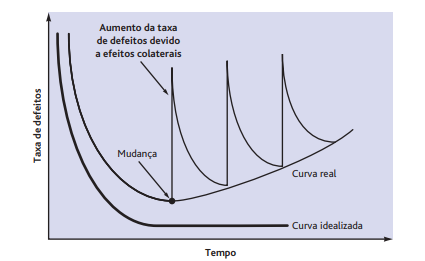 Aumento da taxa
de defeitos devido
a efeitos colaterais
Taxa de defeitos
Mudança
Curva real
Curva idealizada
Tempo